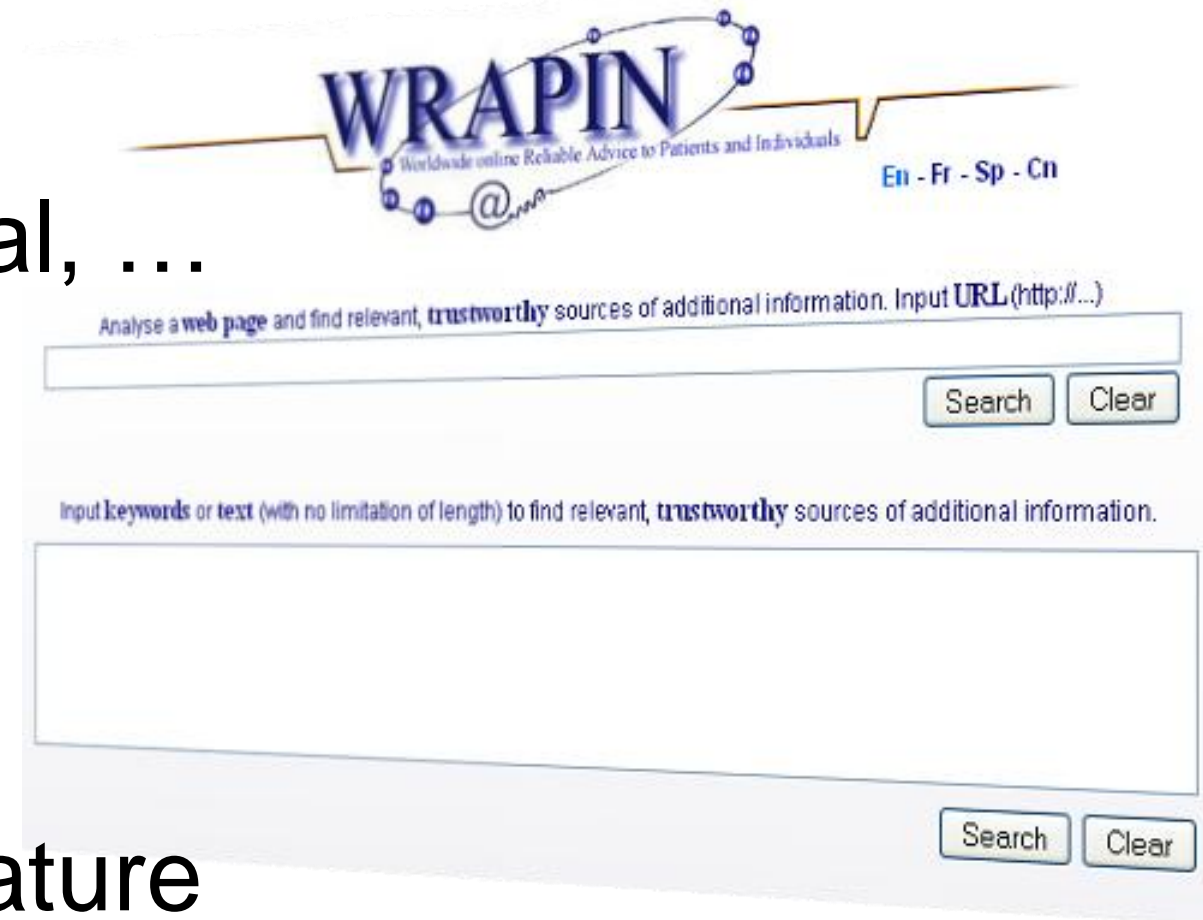 WRAPIN
Worldwide online Reliable Advice to Patients and Individuals
@
En - Fr - Sp - Cn
al, …
Analyse a web page and find relevant, trustworthy sources of additional information. Input URL (http://...)
Search Clear
Input keywords or text (with no limitation of length) to find relevant, trustworthy sources of additional information.
Search Clear
ature